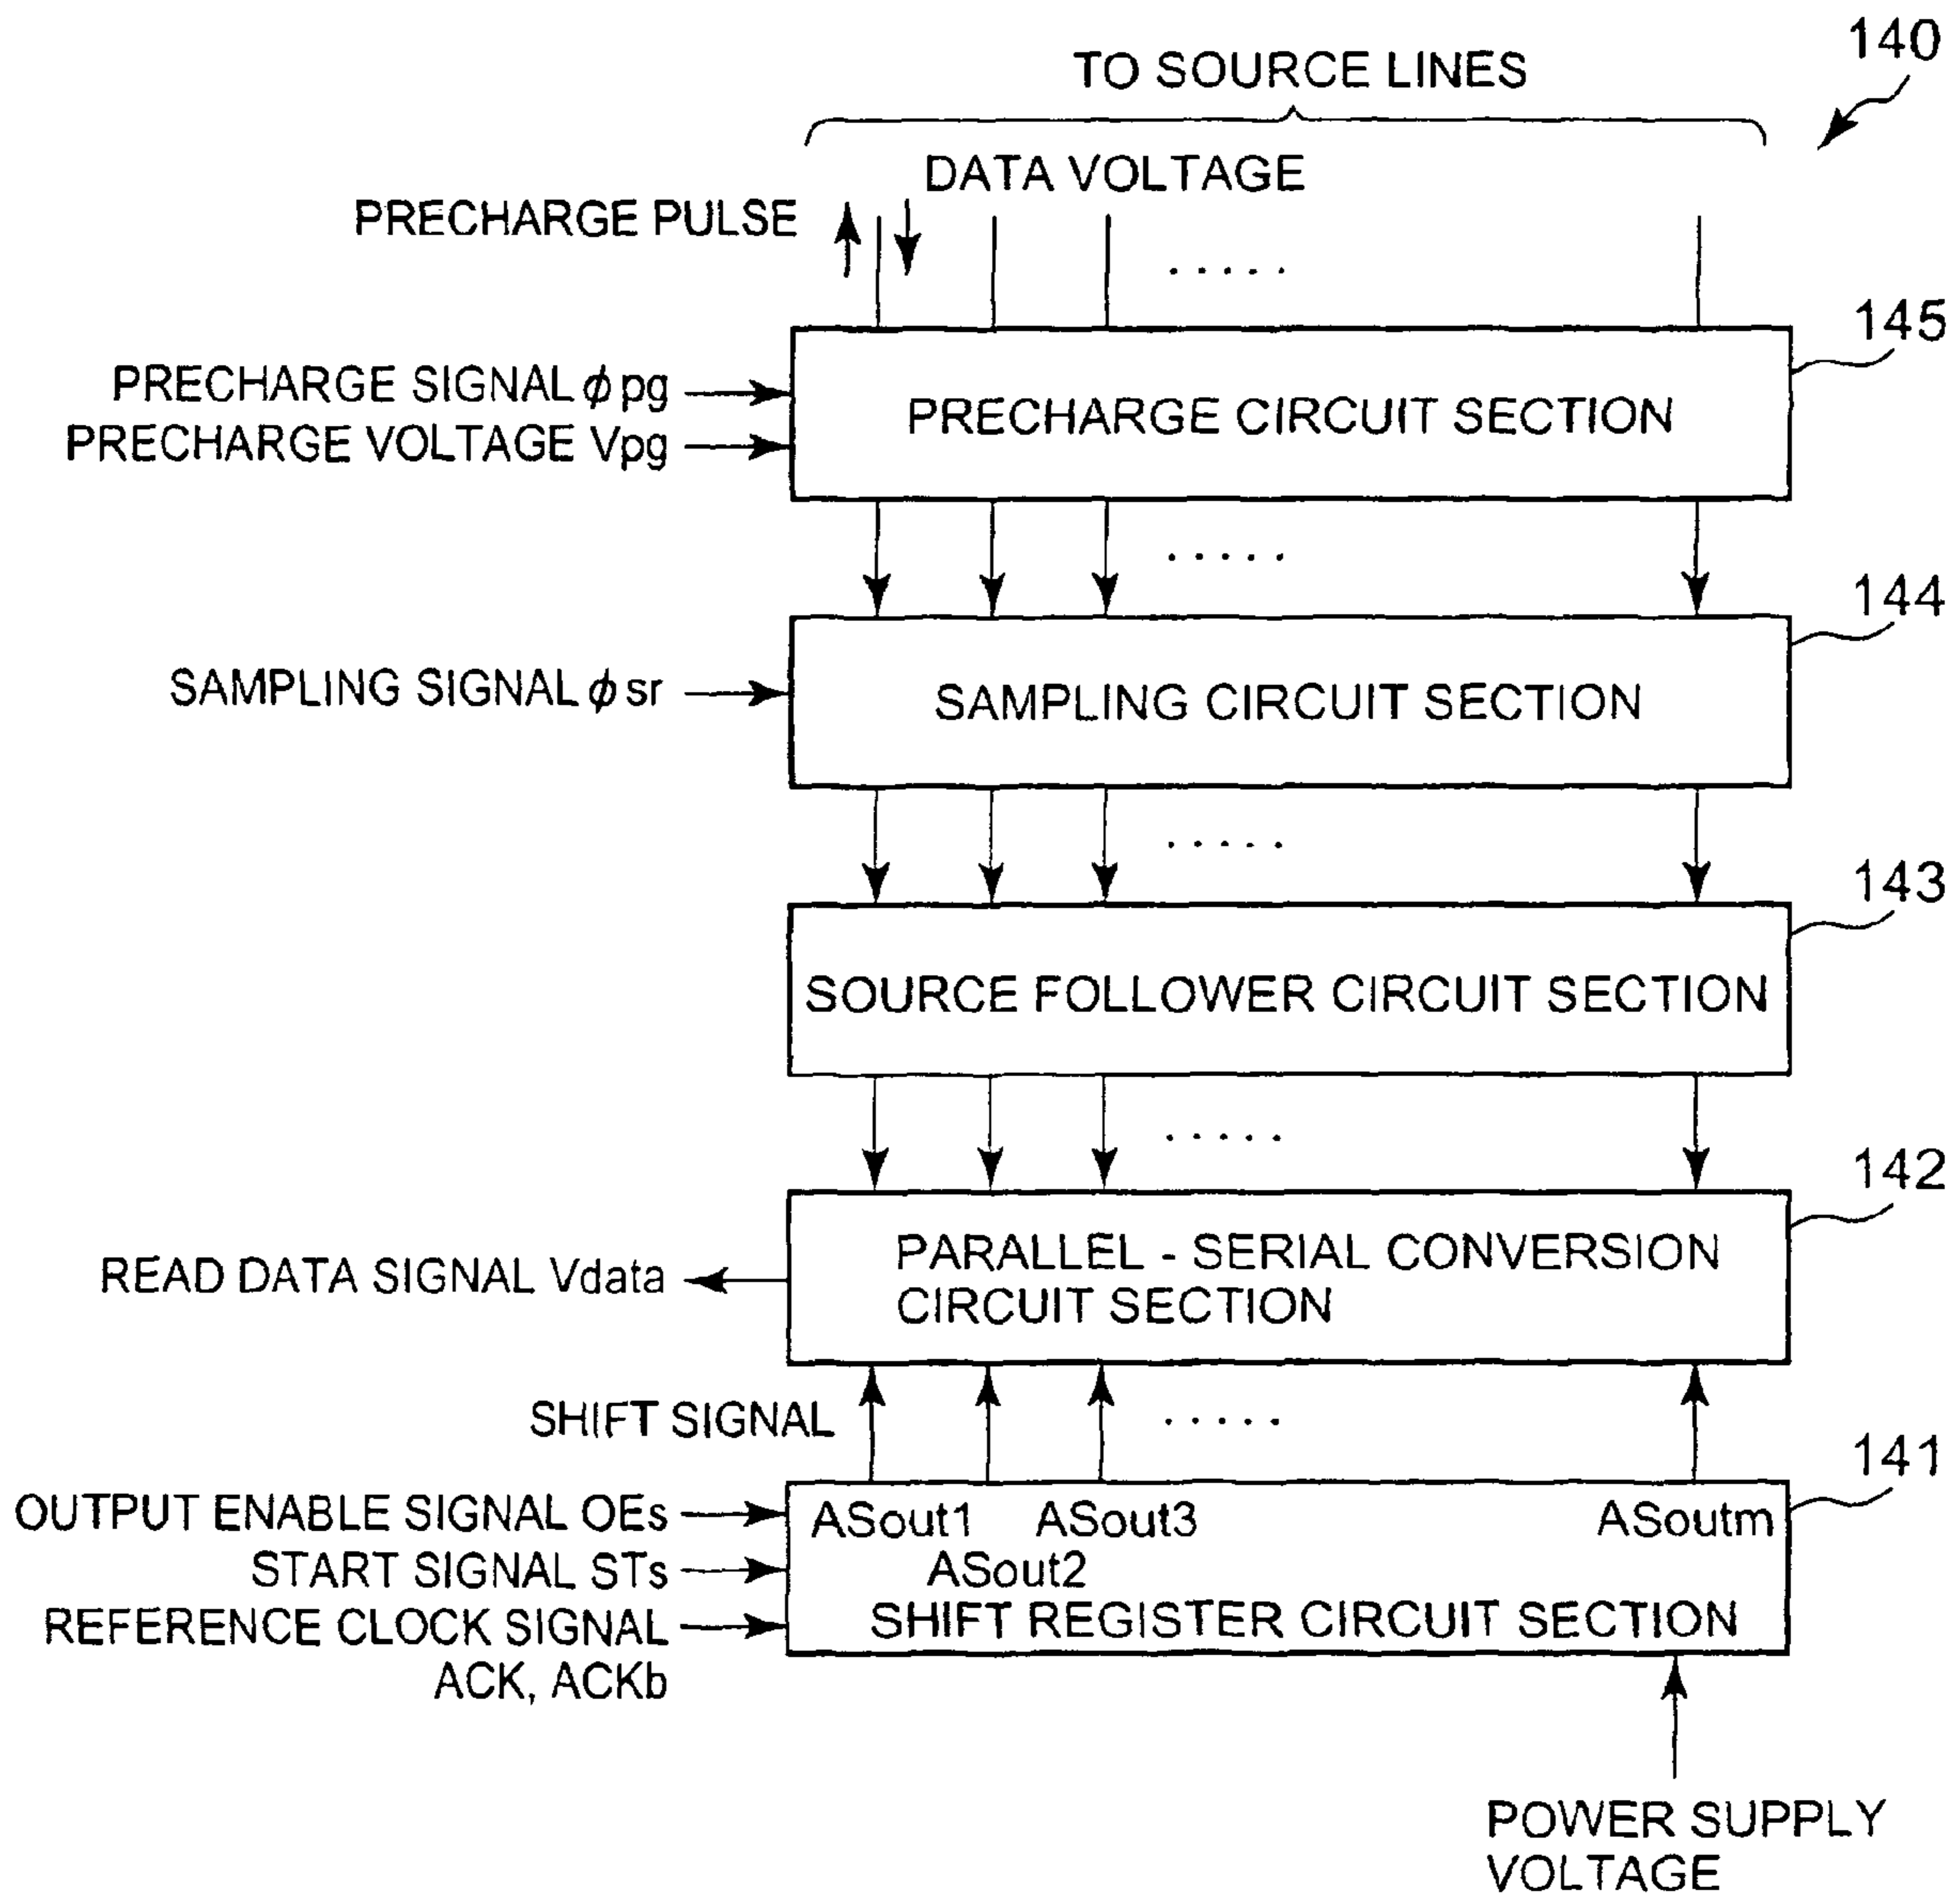 140
TO SOURCE LINES
DATA VOLTAGE
PRECHARGE PULSE
.....
145
PRECHARGE SIGNAL ϕpg
PRECHARGE VOLTAGE Vpg
PRECHARGE CIRCUIT SECTION
.....
144
SAMPLING SIGNAL ϕsr
SAMPLING CIRCUIT SECTION
.....
143
SOURCE FOLLOWER CIRCUIT SECTION
.....
142
PARALLEL - SERIAL CONVERSION
CIRCUIT SECTION
READ DATA SIGNAL Vdata
SHIFT SIGNAL
.....
141
OUTPUT ENABLE SIGNAL OEs
START SIGNAL STs
REFERENCE CLOCK SIGNAL
ACK, ACKb
ASout1 ASout3 ASoutm
ASout2
SHIFT REGISTER CIRCUIT SECTION
POWER SUPPLY
VOLTAGE